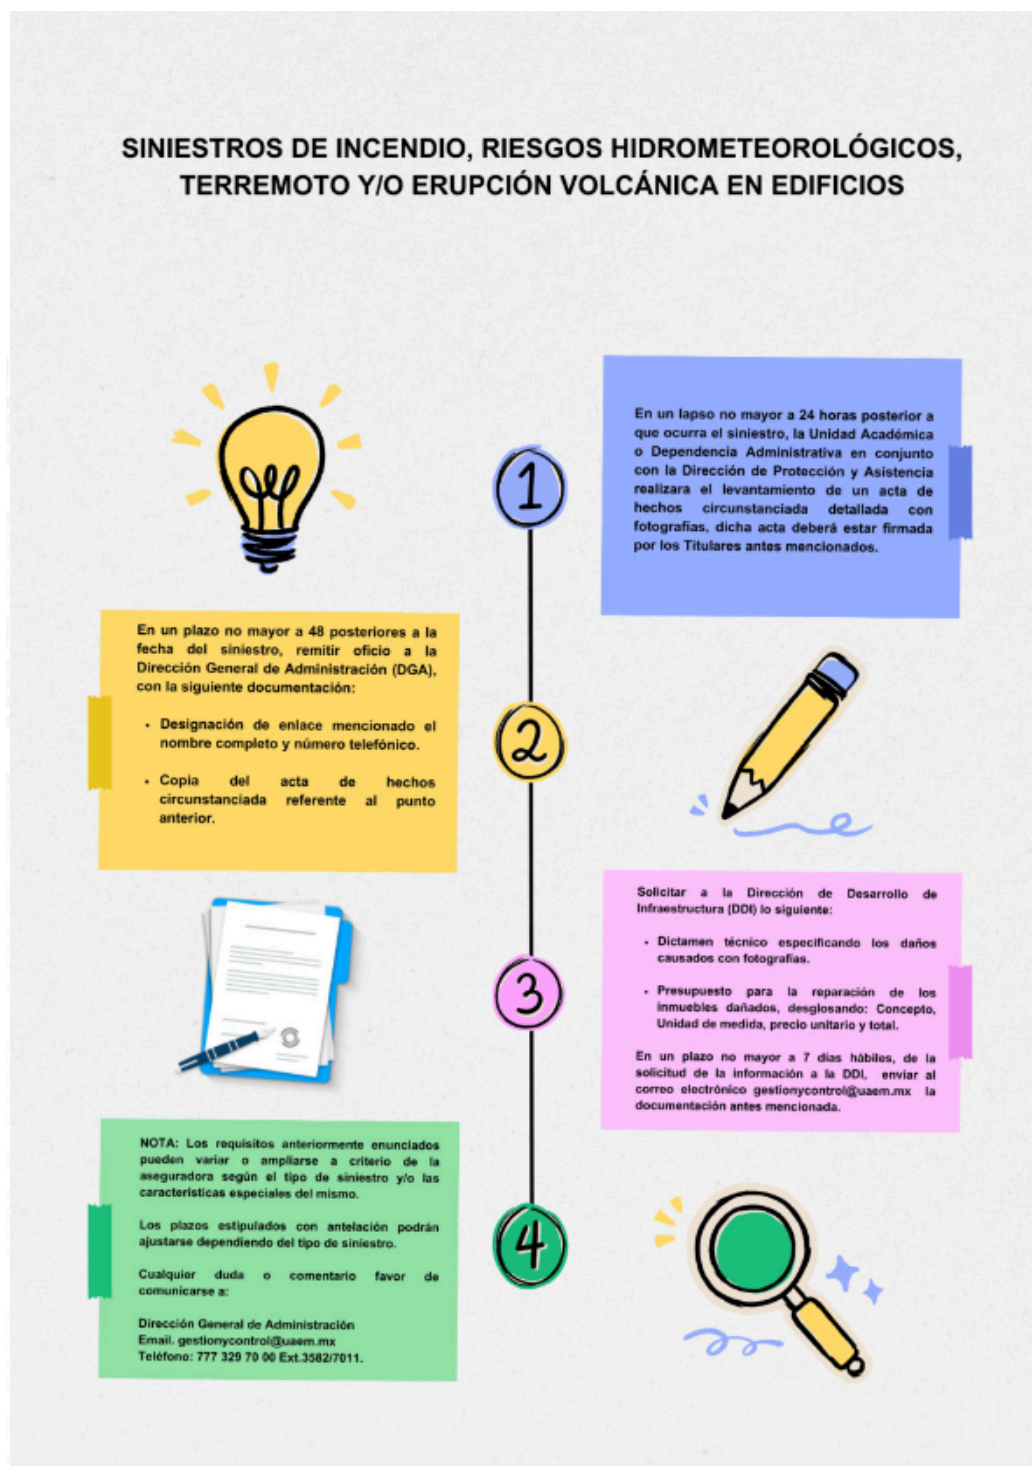 SINIESTROS DE INCENDIO, RIESGOS HIDROMETEOROLÓGICOS,
TERREMOTO Y/O ERUPCIÓN VOLCÁNICA EN EDIFICIOS
1
En un lapso no mayor a 24 horas posterior a
que ocurra el siniestro, la Unidad Académica
o Dependencia Administrativa en conjunto
con la Dirección de Protección y Asistencia
realizara el levantamiento de un acta de
hechos circunstanciada detallada con
fotografías, dicha acta deberá estar firmada
por los Titulares antes mencionados.
2
En un plazo no mayor a 48 posteriores a la
fecha del siniestro, remitir oficio a la
Dirección General de Administración (DGA),
con la siguiente documentación:
• Designación de enlace mencionado el
nombre completo y número telefónico.
• Copia del acta de hechos
circunstanciada referente al punto
anterior.
3
Solicitar a la Dirección de Desarrollo de
Infraestructura (DDI) lo siguiente:
• Dictamen técnico especificando los daños
causados con fotografías.
• Presupuesto para la reparación de los
inmuebles dañados, desglosando: Concepto,
Unidad de medida, precio unitario y total.
En un plazo no mayor a 7 días hábiles, de la
solicitud de la información a la DDI, enviar al
correo electrónico gestionycontrol@uaem.mx la
documentación antes mencionada.
4
NOTA: Los requisitos anteriormente enunciados
pueden variar o ampliarse a criterio de la
aseguradora según el tipo de siniestro y/o las
características especiales del mismo.
Los plazos estipulados con antelación podrán
ajustarse dependiendo del tipo de siniestro.
Cualquier duda o comentario favor de
comunicarse a:
Dirección General de Administración
Email. gestionycontrol@uaem.mx
Teléfono: 777 329 70 00 Ext.3582/7011.